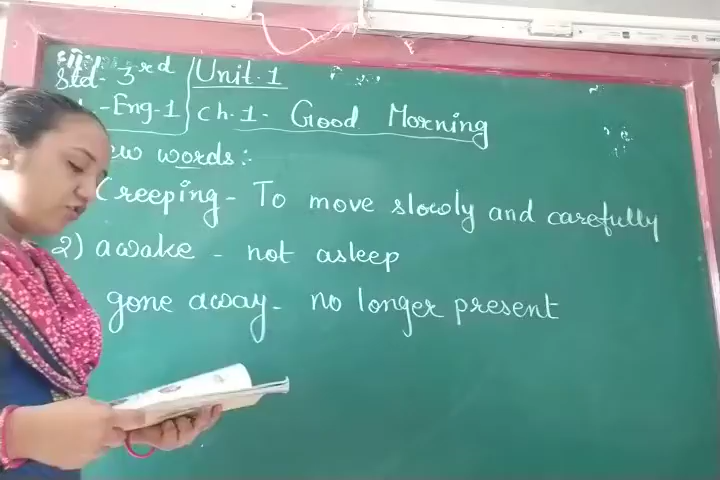 Std- 3rd Unit-1
-Eng-1 Ch.1- Good Morning
ew words:-
Creeping- To move slowly and carefully
2) awake - not asleep
gone away- no longer present